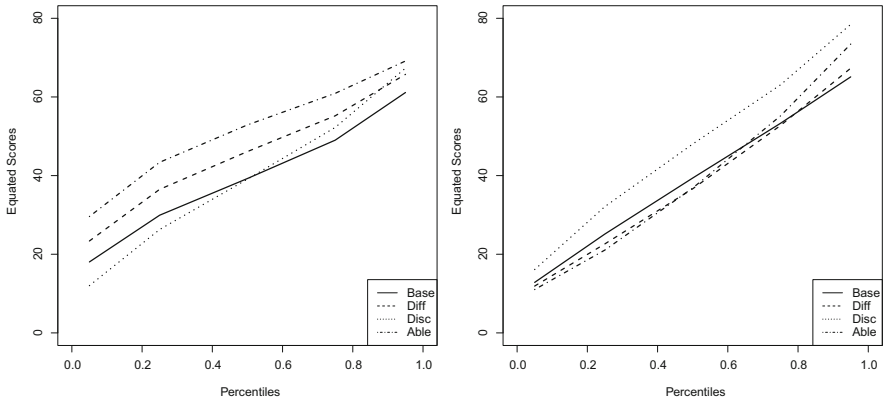 80
60
40
20
0
Equated Scores
0.0 0.2 0.4 0.6 0.8 1.0
Percentiles
Base
Diff
Disc
Able
80
60
40
20
0
Equated Scores
0.0 0.2 0.4 0.6 0.8 1.0
Percentiles
Base
Diff
Disc
Able